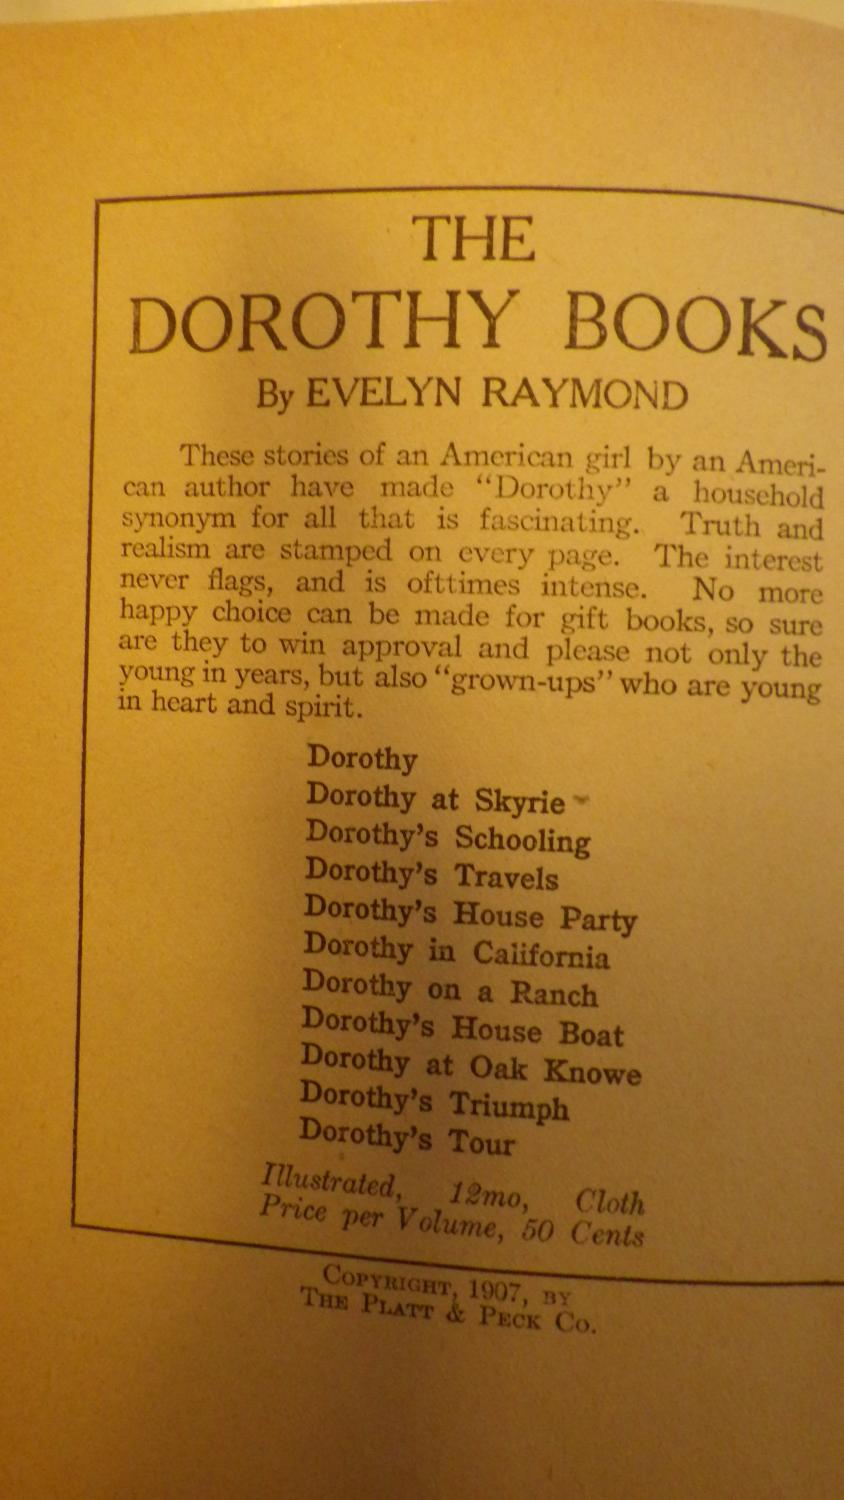 THE
DOROTHY BOOKS
By EVELYN RAYMOND
These stories of an American girl by an Ameri-
can author have made "Dorothy" a household
synonym for all that is fascinating. Truth and
realism are stamped on every page. The interest
never flags, and is ofttimes intense. No more
happy choice can be made for gift books, so sure
are they to win approval and please not only the
young in years, but also "grown-ups" who are young
in heart and spirit.
Dorothy
Dorothy at Skyrie
Dorothy's Schooling
Dorothy's Travels
Dorothy's House Party
Dorothy in California
Dorothy on a Ranch
Dorothy's House Boat
Dorothy at Oak Knowe
Dorothy's Triumph
Dorothy's Tour
Illustrated, 12mo, Cloth
Price per Volume, 50 Cents
COPYRIGHT, 1907, BY
THE PLATT & PECK CO.